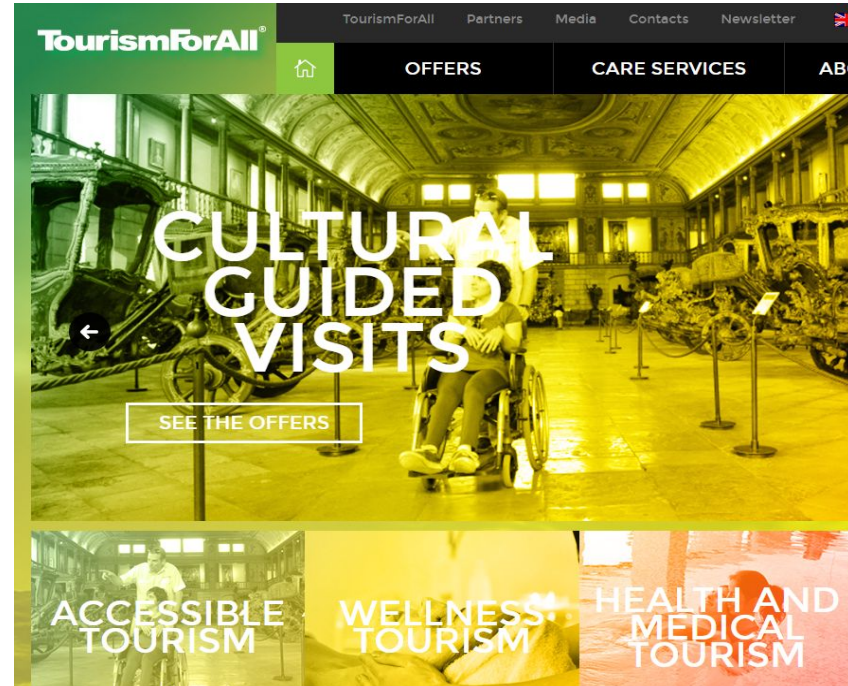 TourismForAll®
TourismForAll Partners Media Contacts Newsletter
OFFERS CARE SERVICES
CULTURAL
GUIDED
VISITS
SEE THE OFFERS
ACCESSIBLE
TOURISM
WELLNESS
TOURISM
HEALTH AND
MEDICAL
TOURISM